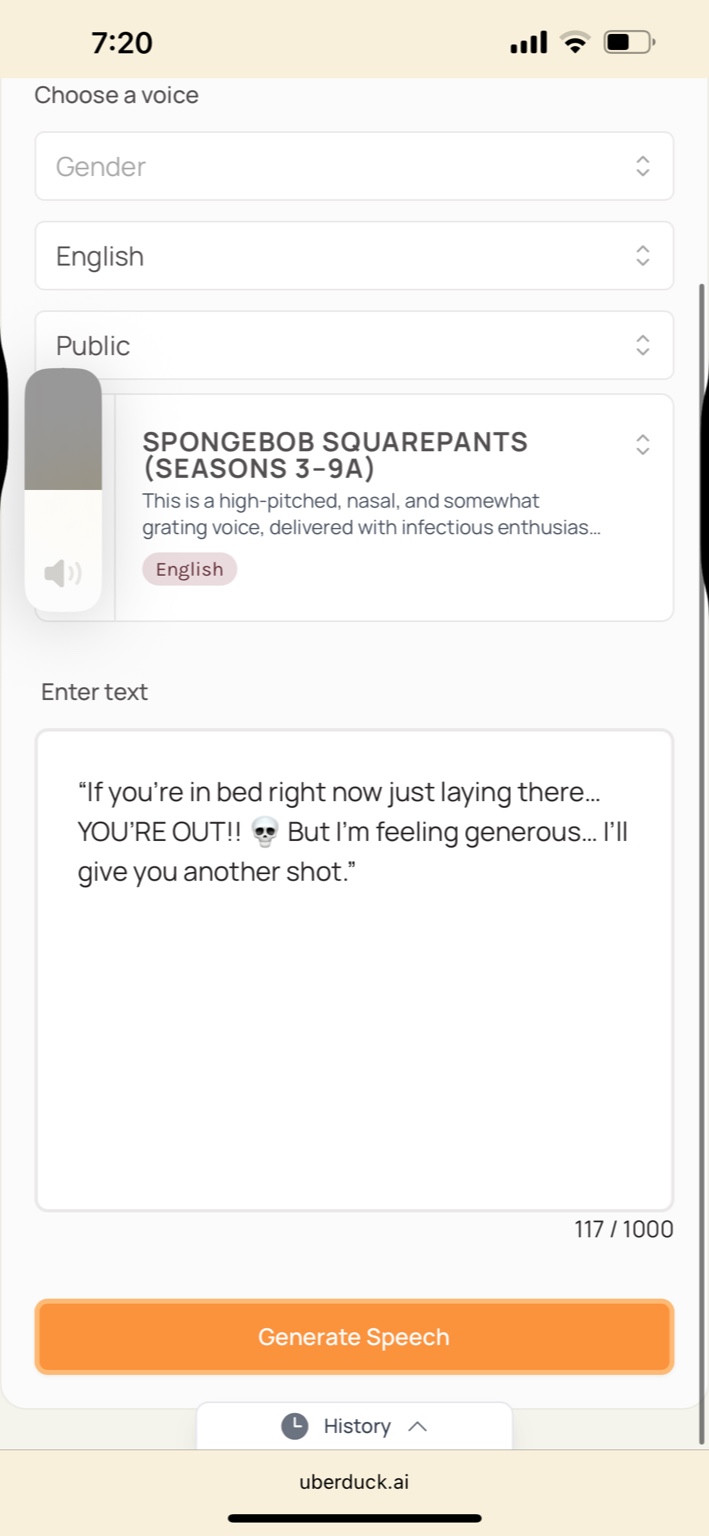 7:20
Choose a voice
Gender
English
Public
SPONGEBOB SQUAREPANTS
(SEASONS 3–9A)
This is a high-pitched, nasal, and somewhat
grating voice, delivered with infectious enthusias...
English
Enter text
“If you’re in bed right now just laying there...
YOU’RE OUT!! 💀 But I’m feeling generous... I’ll
give you another shot.”
117 / 1000
Generate Speech
History
uberduck.ai